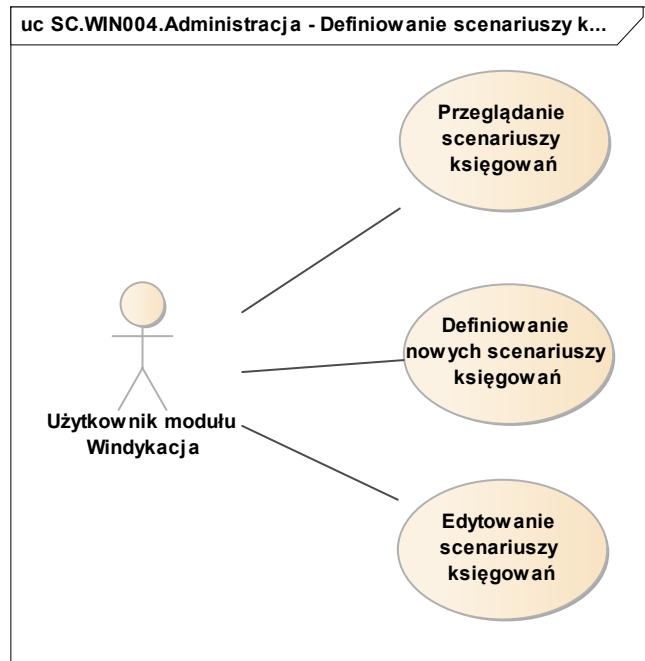 uc SC.WIN004.Administracja - Definiowanie scenariuszy k...
Przeglądanie
scenariuszy
księgowań
Definiowanie
nowych scenariuszy
księgowań
Użytkownik modułu
Windykacja
Edytowanie
scenariuszy
księgowań